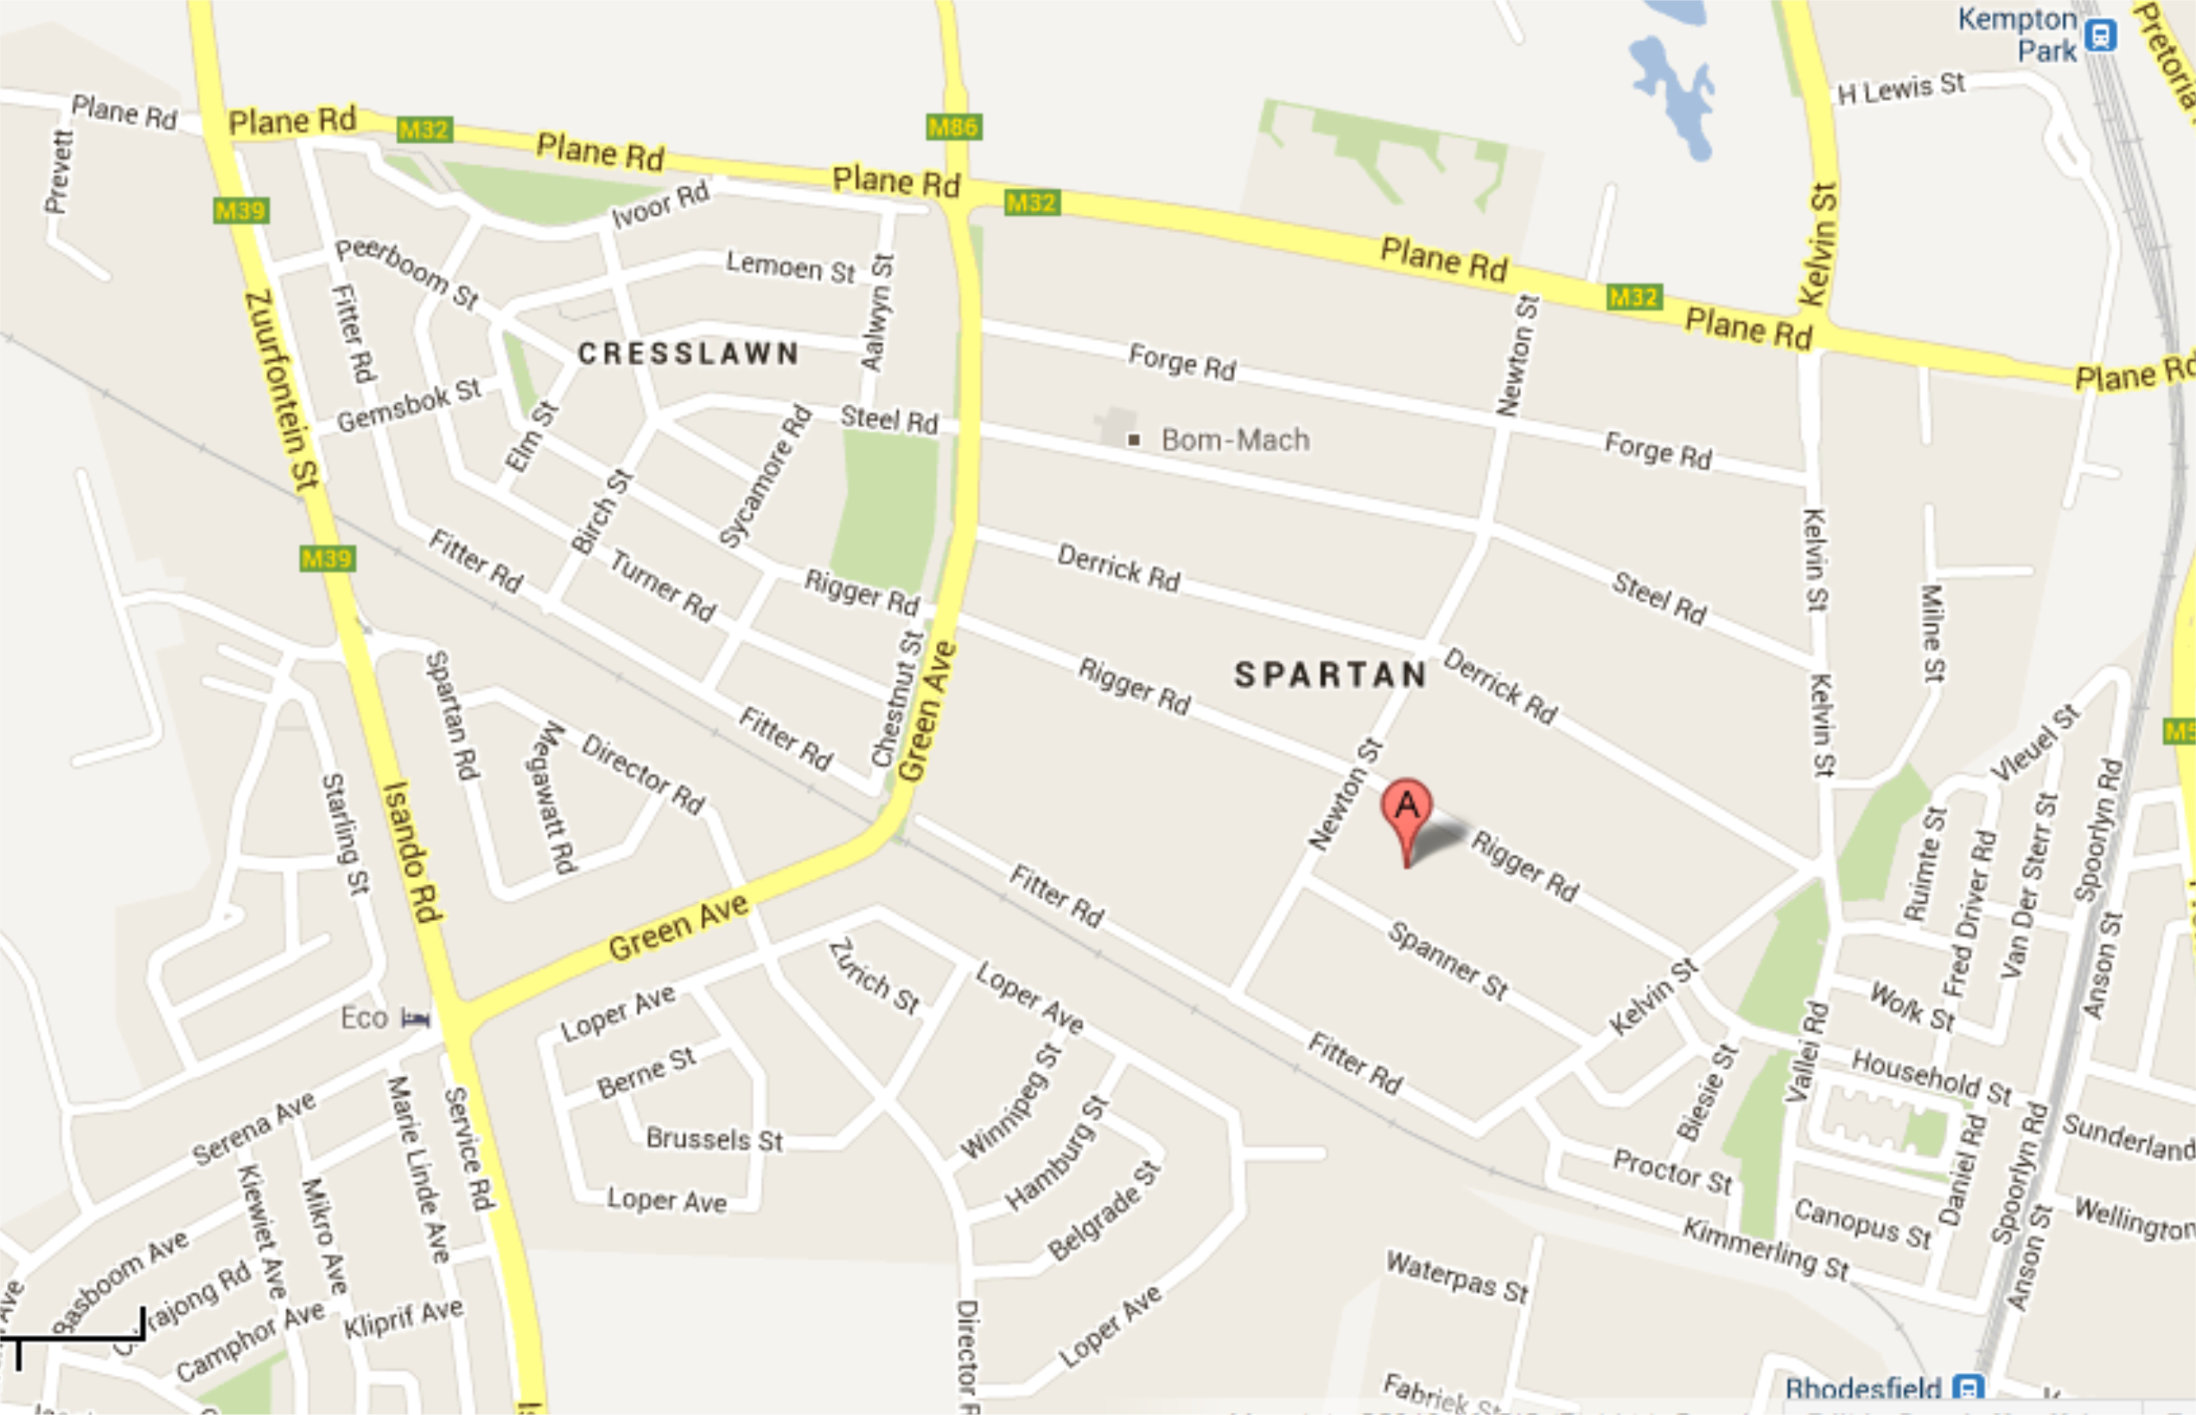 Kempton
Park
Pretoria
H Lewis St
Plane Rd
Plane Rd
M32
Plane Rd
M86
Plane Rd
M32
Prevett
M39
Ivoor Rd
Kelvin St
Plane Rd
M32
Plane Rd
Plane Rd
Peerboom St
Lemoen St
Aalwyn St
Zuurfontein St
Fitter Rd
CRESSLAWN
Newton St
Forge Rd
Gemsbok St
Elm St
Steel Rd
Sycamore Rd
Bom-Mach
Forge Rd
Birch St
Fitter Rd
M39
Turner Rd
Rigger Rd
Derrick Rd
Kelvin St
Steel Rd
Milne St
Chestnut St
Green Ave
SPARTAN
Rigger Rd
Derrick Rd
Kelvin St
Spartan Rd
Fitter Rd
Megawatt Rd
Director Rd
Newton St
A
Vleuel St
M5
Starling St
Isando Rd
Rigger Rd
Ruimte St
Fred Driver Rd
Van Der Sterr St
Spoorlyn Rd
Green Ave
Fitter Rd
Spanner St
Zurich St
Loper Ave
Kelvin St
Anson St
Eco
Loper Ave
Wolk St
Vallei Rd
Berne St
Winnipeg St
Fitter Rd
Biesie St
Household St
Serena Ave
Marie Linde Ave
Service Rd
Brussels St
Hamburg St
Proctor St
Daniel Rd
Spoorlyn Rd
Sunderland
Kiewiet Ave
Mikro Ave
Loper Ave
Belgrade St
Canopus St
Wellington
Basboom Ave
Kimmerling St
Anson St
rajong Rd
Camphor Ave
Kliprif Ave
Waterpas St
Ave
Director R
Loper Ave
Fabriek St
Rhodesfield